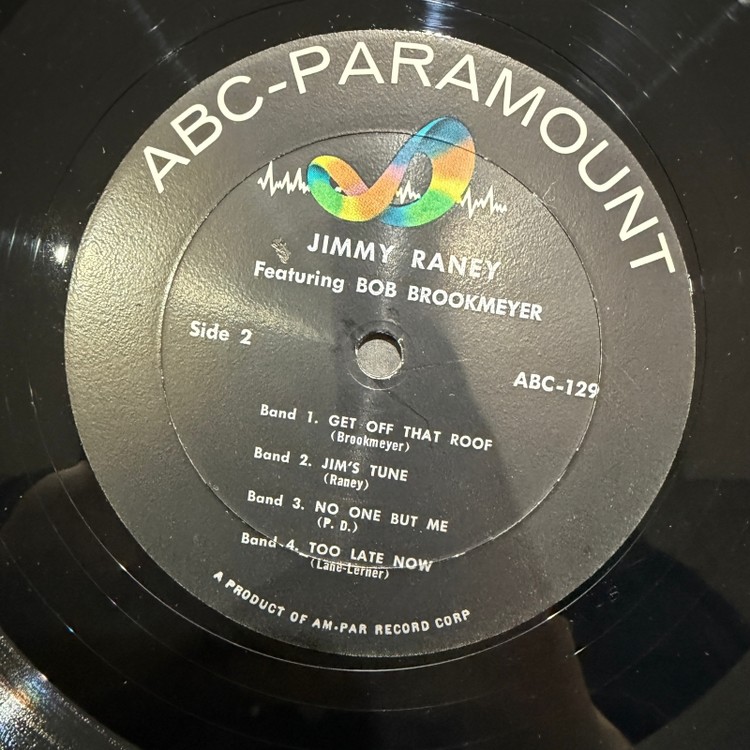 ABC-PARAMOUNT
JIMMY RANEY
Featuring BOB BROOKMEYER
Side 2
ABC-129
Band 1. GET OFF THAT ROOF
(Brookmeyer)
Band 2. JIM'S TUNE
(Raney)
Band 3. NO ONE BUT ME
(P. D.)
Band 4. TOO LATE NOW
(Lane-Lerner)
A PRODUCT OF AM-PAR RECORD CORP